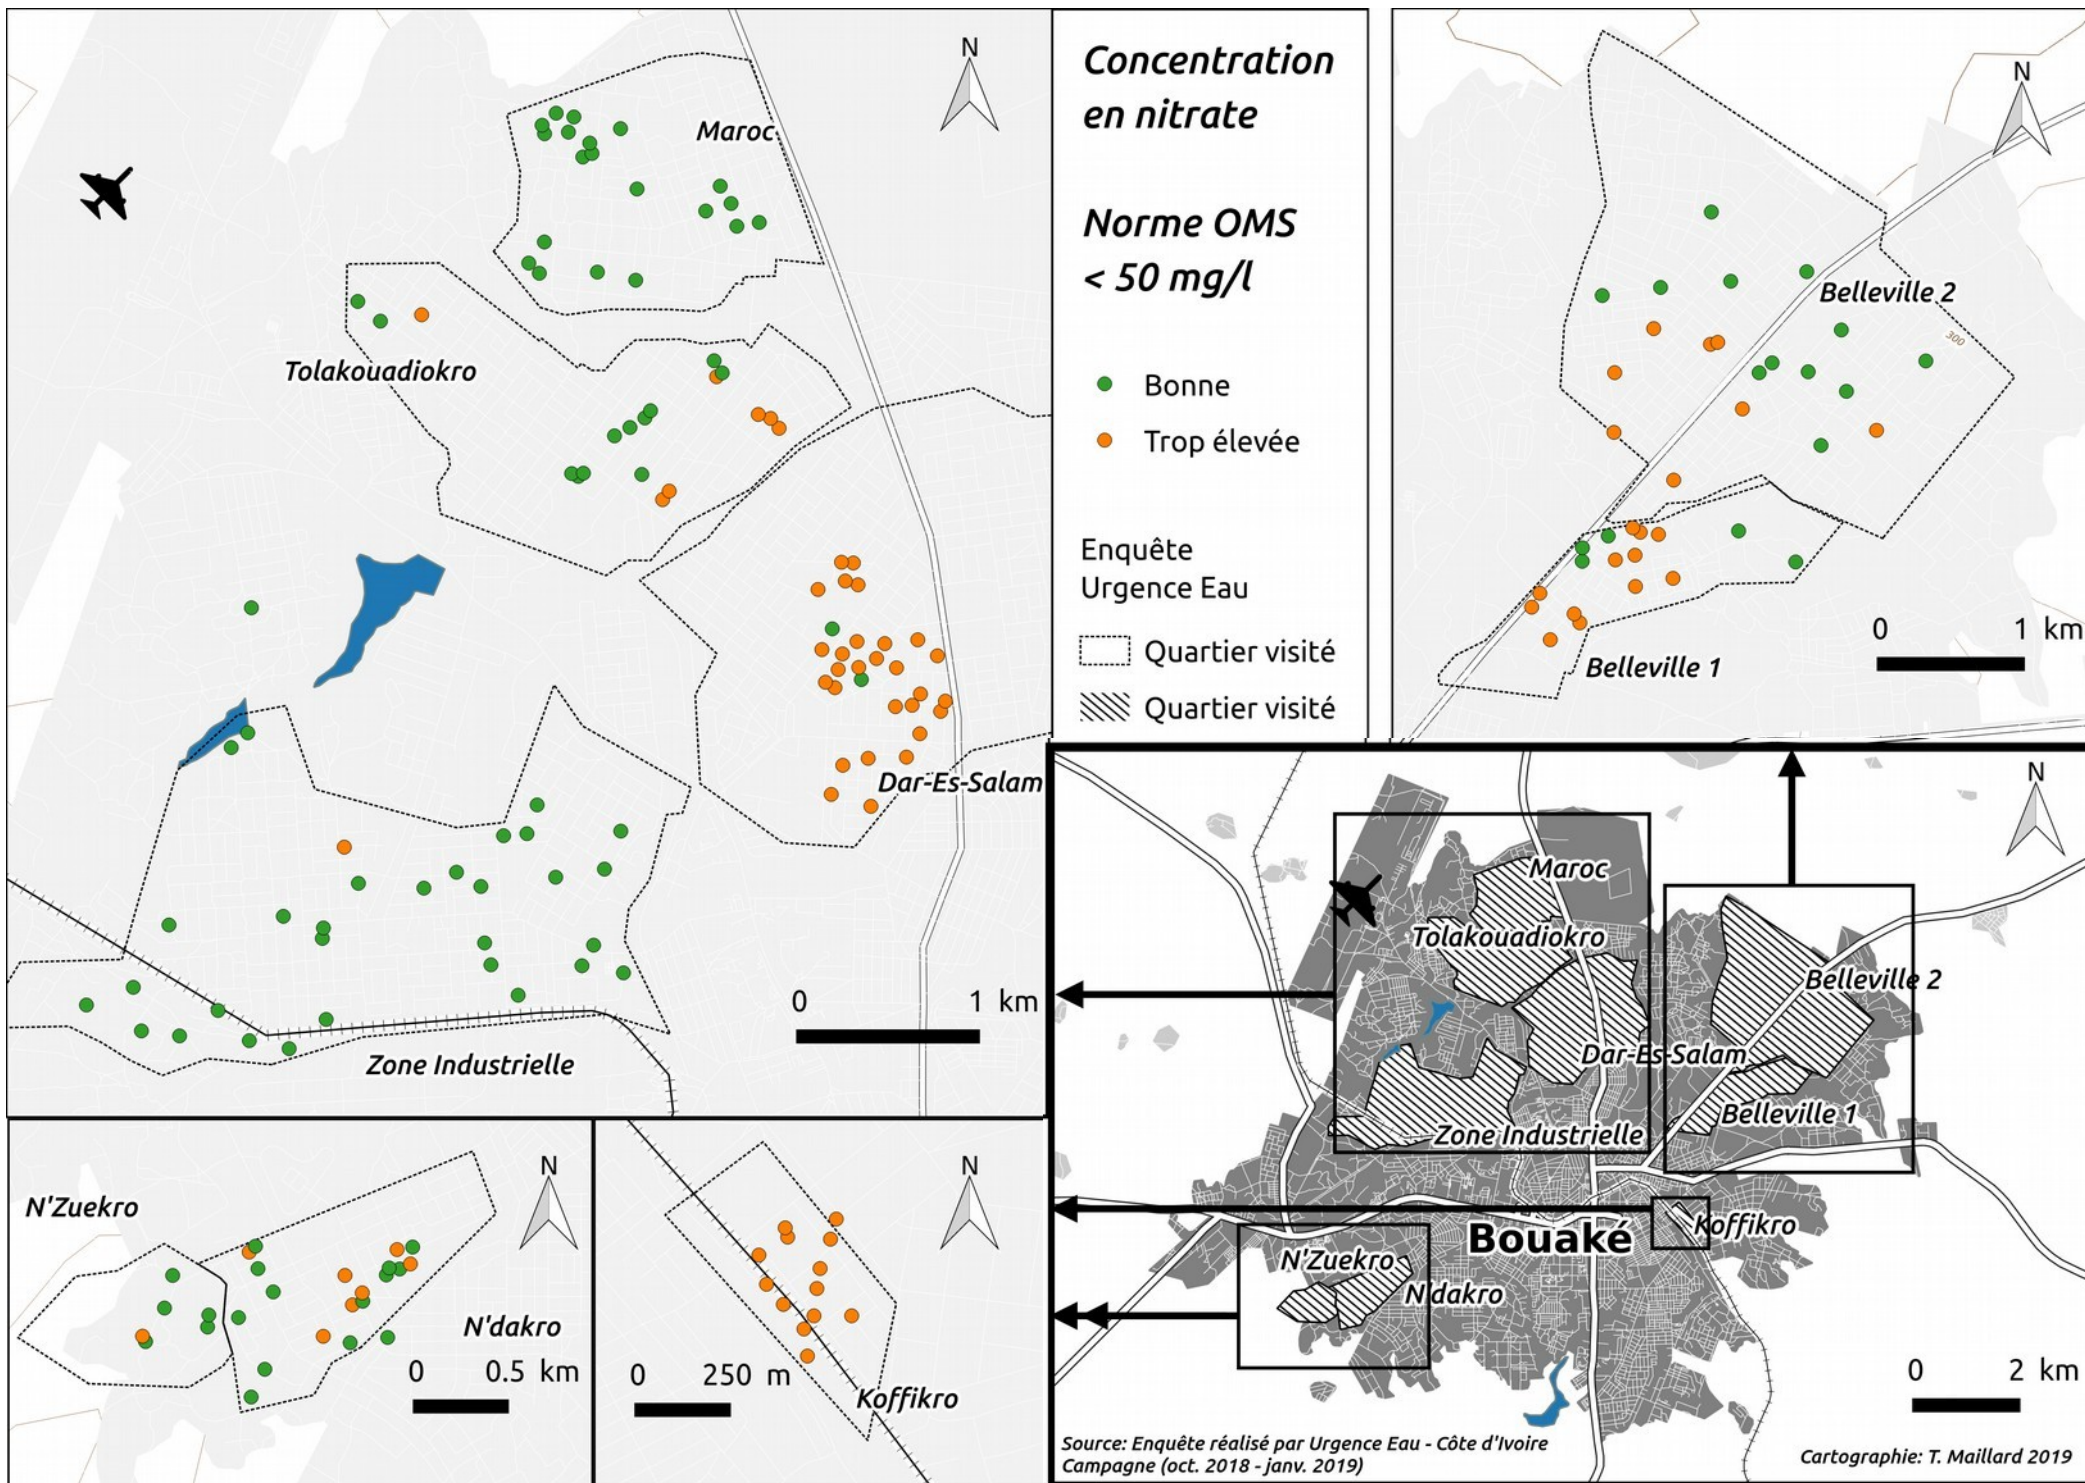 N
Maroc
Tolakouadiokro
Dar-Es-Salam
0 1 km
Zone Industrielle
Concentration
en nitrate
Norme OMS
< 50 mg/l
Bonne
Trop élevée
Enquête
Urgence Eau
Quartier visité
Quartier visité
N
Belleville 2
300
0 1 km
Belleville 1
N'Zuekro
N
N'dakro
0 0.5 km
N
0 250 m
Koffikro
N
Maroc
Tolakouadiokro
Belleville 2
Dar-Es-Salam
Belleville 1
Zone Industrielle
Koffikro
Bouaké
N'Zuekro
N'dakro
0 2 km
Source: Enquête réalisé par Urgence Eau - Côte d'Ivoire
Campagne (oct. 2018 - janv. 2019)
Cartographie: T. Maillard 2019